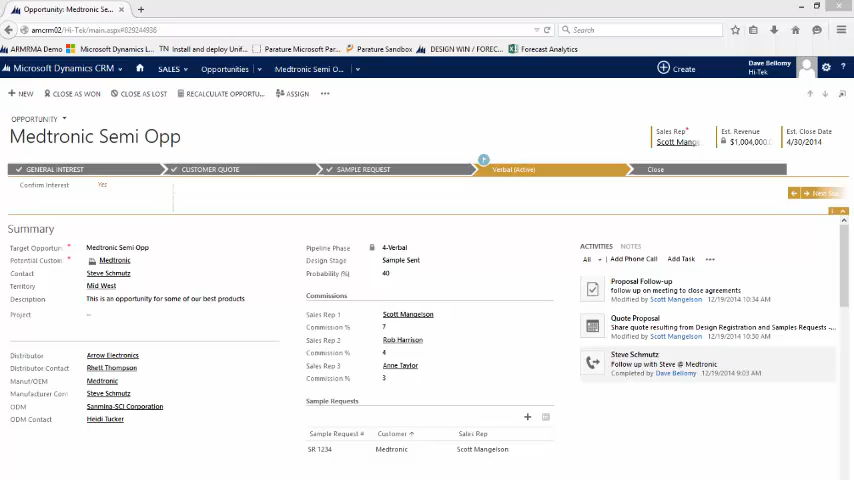 Opportunity: Medtronic Se...
amcrm02/Hi-Tek/main.aspx#829244936
Search
ARMRMA Demo
Microsoft Dynamics L...
TN Install and deploy Unif...
Parature Microsoft Par...
Parature Sandbox
DESIGN WIN / FOREC...
Forecast Analytics
Microsoft Dynamics CRM
SALES
Opportunities
Medtronic Semi O...
Create
Dave Bellomy
Hi-Tek
NEW
CLOSE AS WON
CLOSE AS LOST
RECALCULATE OPPORTU...
ASSIGN
OPPORTUNITY
Medtronic Semi Opp
Sales Rep*
Scott Mang
Est. Revenue
$1,004,000.
Est. Close Date
4/30/2014
GENERAL INTEREST
CUSTOMER QUOTE
SAMPLE REQUEST
Verbal (Active)
Close
Confirm Interest Yes
Next Sta
Summary
Target Opportun * Medtronic Semi Opp
Potential Custom * Medtronic
Contact Steve Schmutz
Territory Mid West
Description This is an opportunity for some of our best products
Project --
Distributor Arrow Electronics
Distributor Contact Rhett Thompson
Manuf/OEM Medtronic
Manufacturer Con Steve Schmutz
ODM Sanmina-SCI Corporation
ODM Contact Heidi Tucker
Pipeline Phase 4-Verbal
Design Stage Sample Sent
Probability (%) 40
Commissions
Sales Rep 1 Scott Mangelson
Commission % 7
Sales Rep 2 Rob Harrison
Commission % 4
Sales Rep 3 Anne Taylor
Commission % 3
Sample Requests
Sample Request # Customer Sales Rep
SR 1234 Medtronic Scott Mangelson
ACTIVITIES NOTES
All Add Phone Call Add Task
Proposal Follow-up
follow up on meeting to close agreements
Modified by Scott Mangelson 12/19/2014 10:34 AM
Quote Proposal
Share quote resulting from Design Registration and Samples Requests -...
Modified by Scott Mangelson 12/19/2014 10:30 AM
Steve Schmutz
Follow up with Steve @ Medtronic
Completed by Dave Bellomy 12/19/2014 9:03 AM